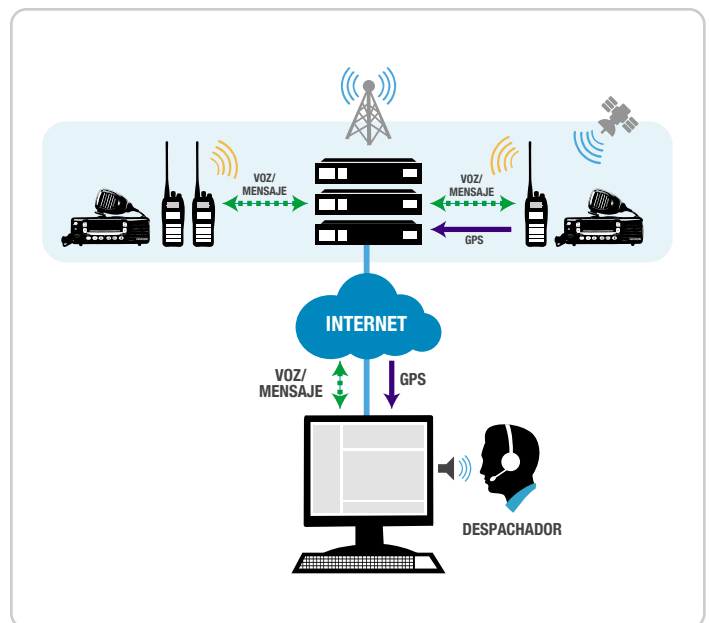 VOZ/
MENSAJE
VOZ/
MENSAJE
GPS
INTERNET
VOZ/
MENSAJE
GPS
DESPACHADOR